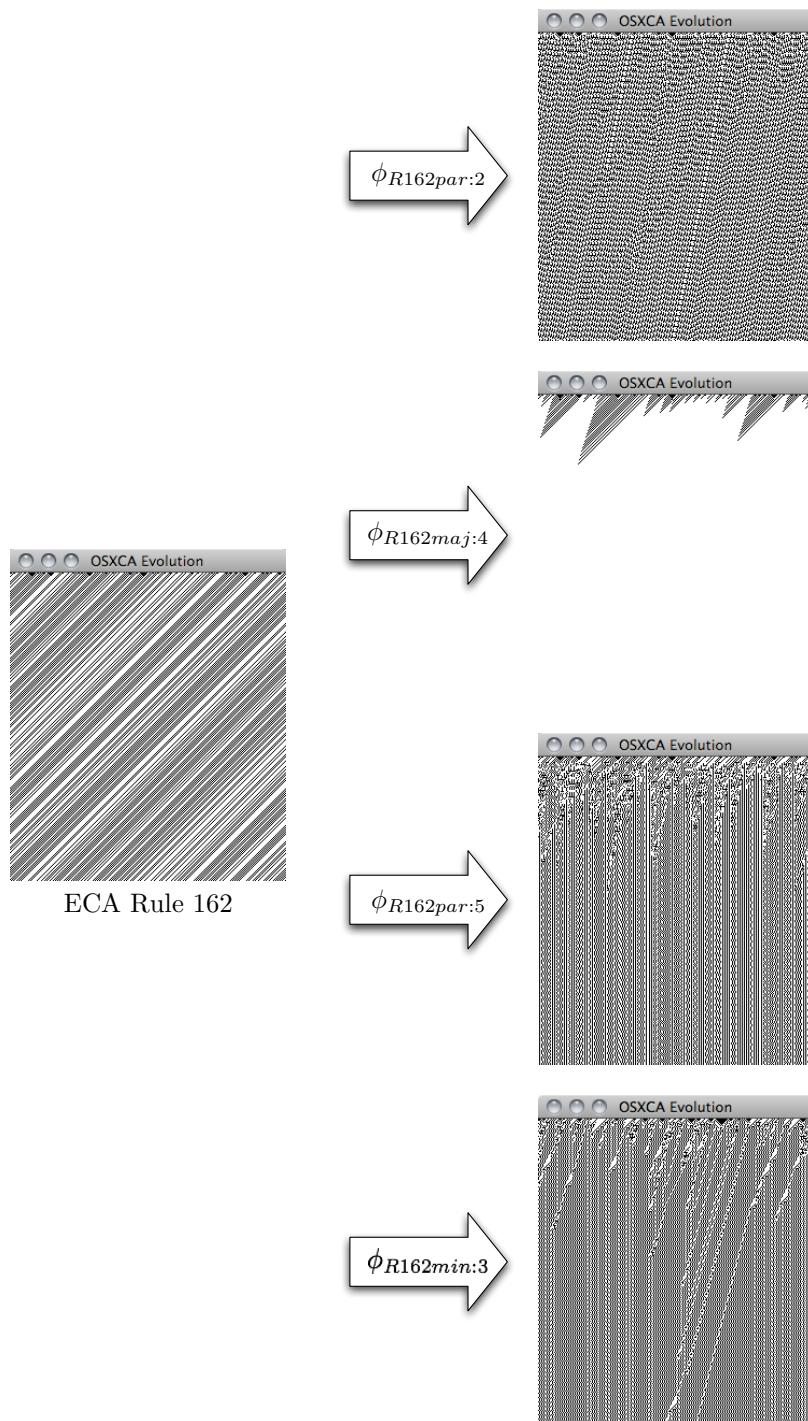 OSXCA Evolution
ϕR162par:2
OSXCA Evolution
ϕR162maj:4
OSXCA Evolution
ECA Rule 162
OSXCA Evolution
ϕR162par:5
OSXCA Evolution
ϕR162min:3